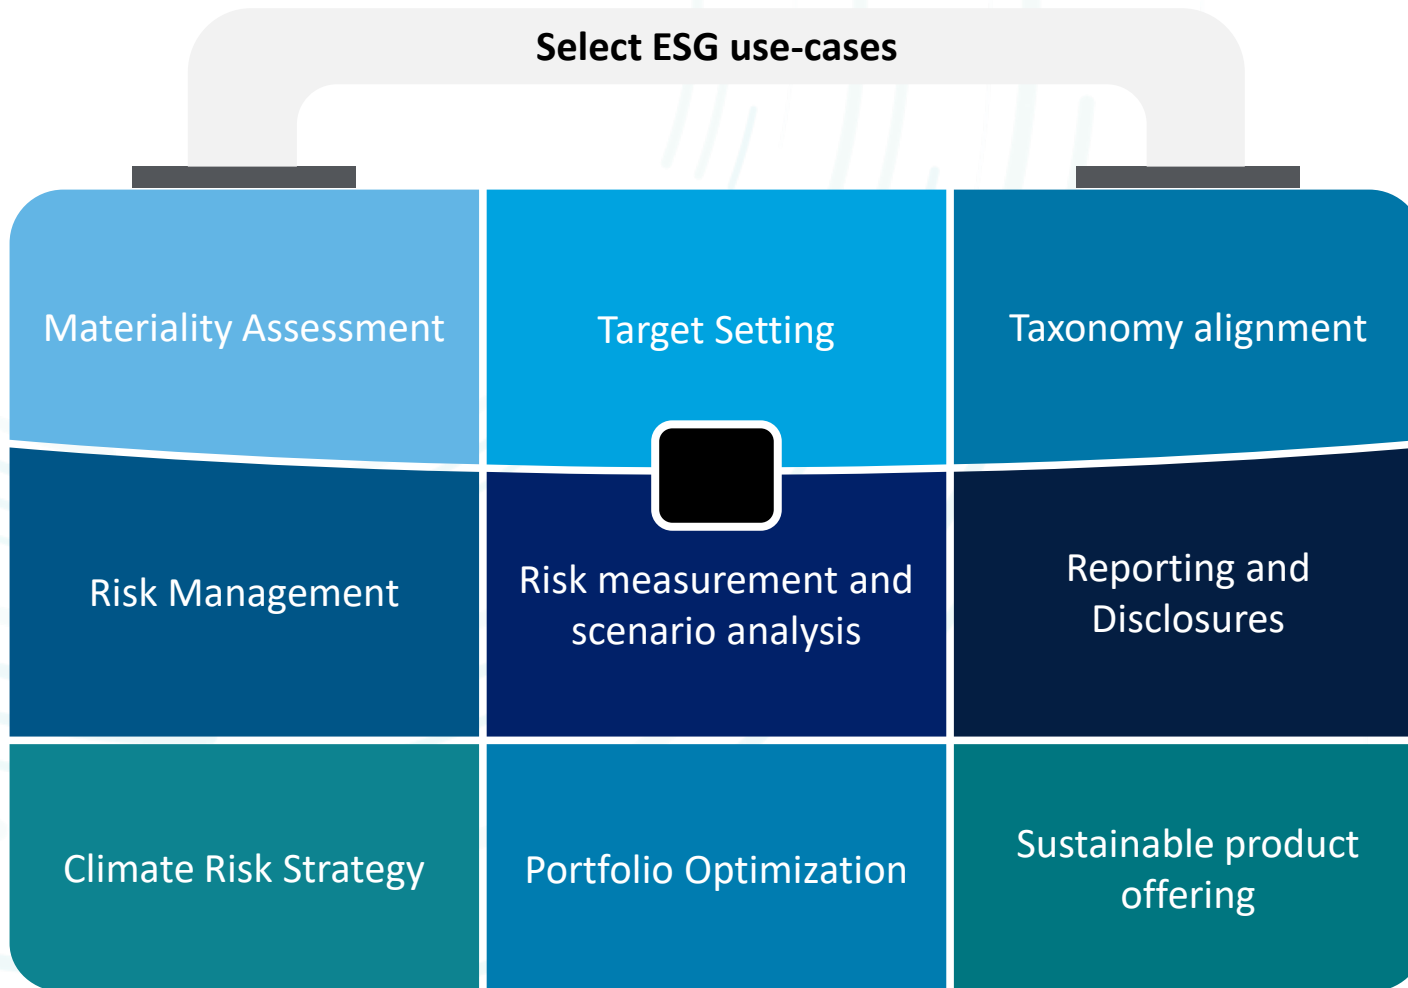 Select ESG use-cases
Materiality Assessment
Target Setting
Taxonomy alignment
Risk Management
Risk measurement and
scenario analysis
Reporting and
Disclosures
Climate Risk Strategy
Portfolio Optimization
Sustainable product
offering